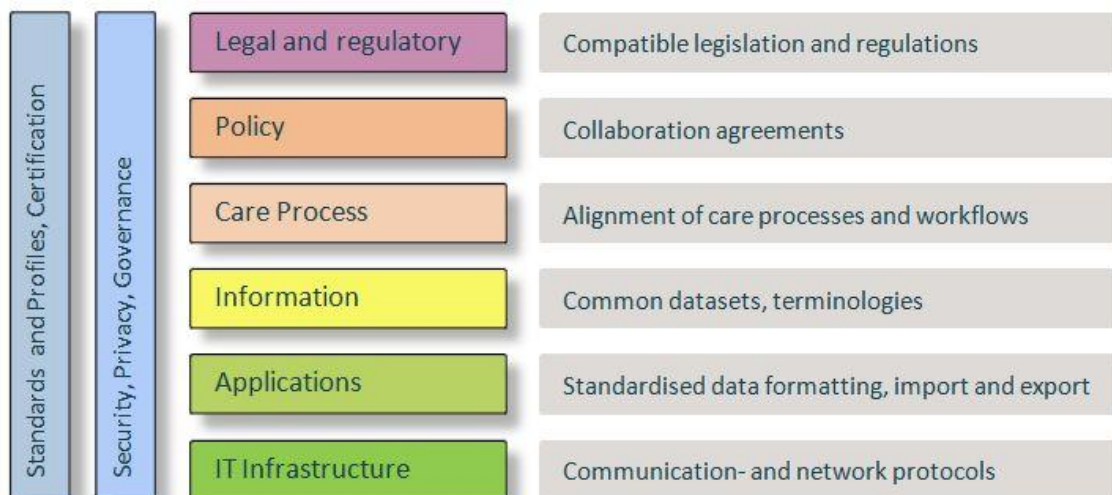 Standards and Profiles, Certification
Security, Privacy, Governance
Legal and regulatory
Compatible legislation and regulations
Policy
Collaboration agreements
Care Process
Alignment of care processes and workflows
Information
Common datasets, terminologies
Applications
Standardised data formatting, import and export
IT Infrastructure
Communication- and network protocols